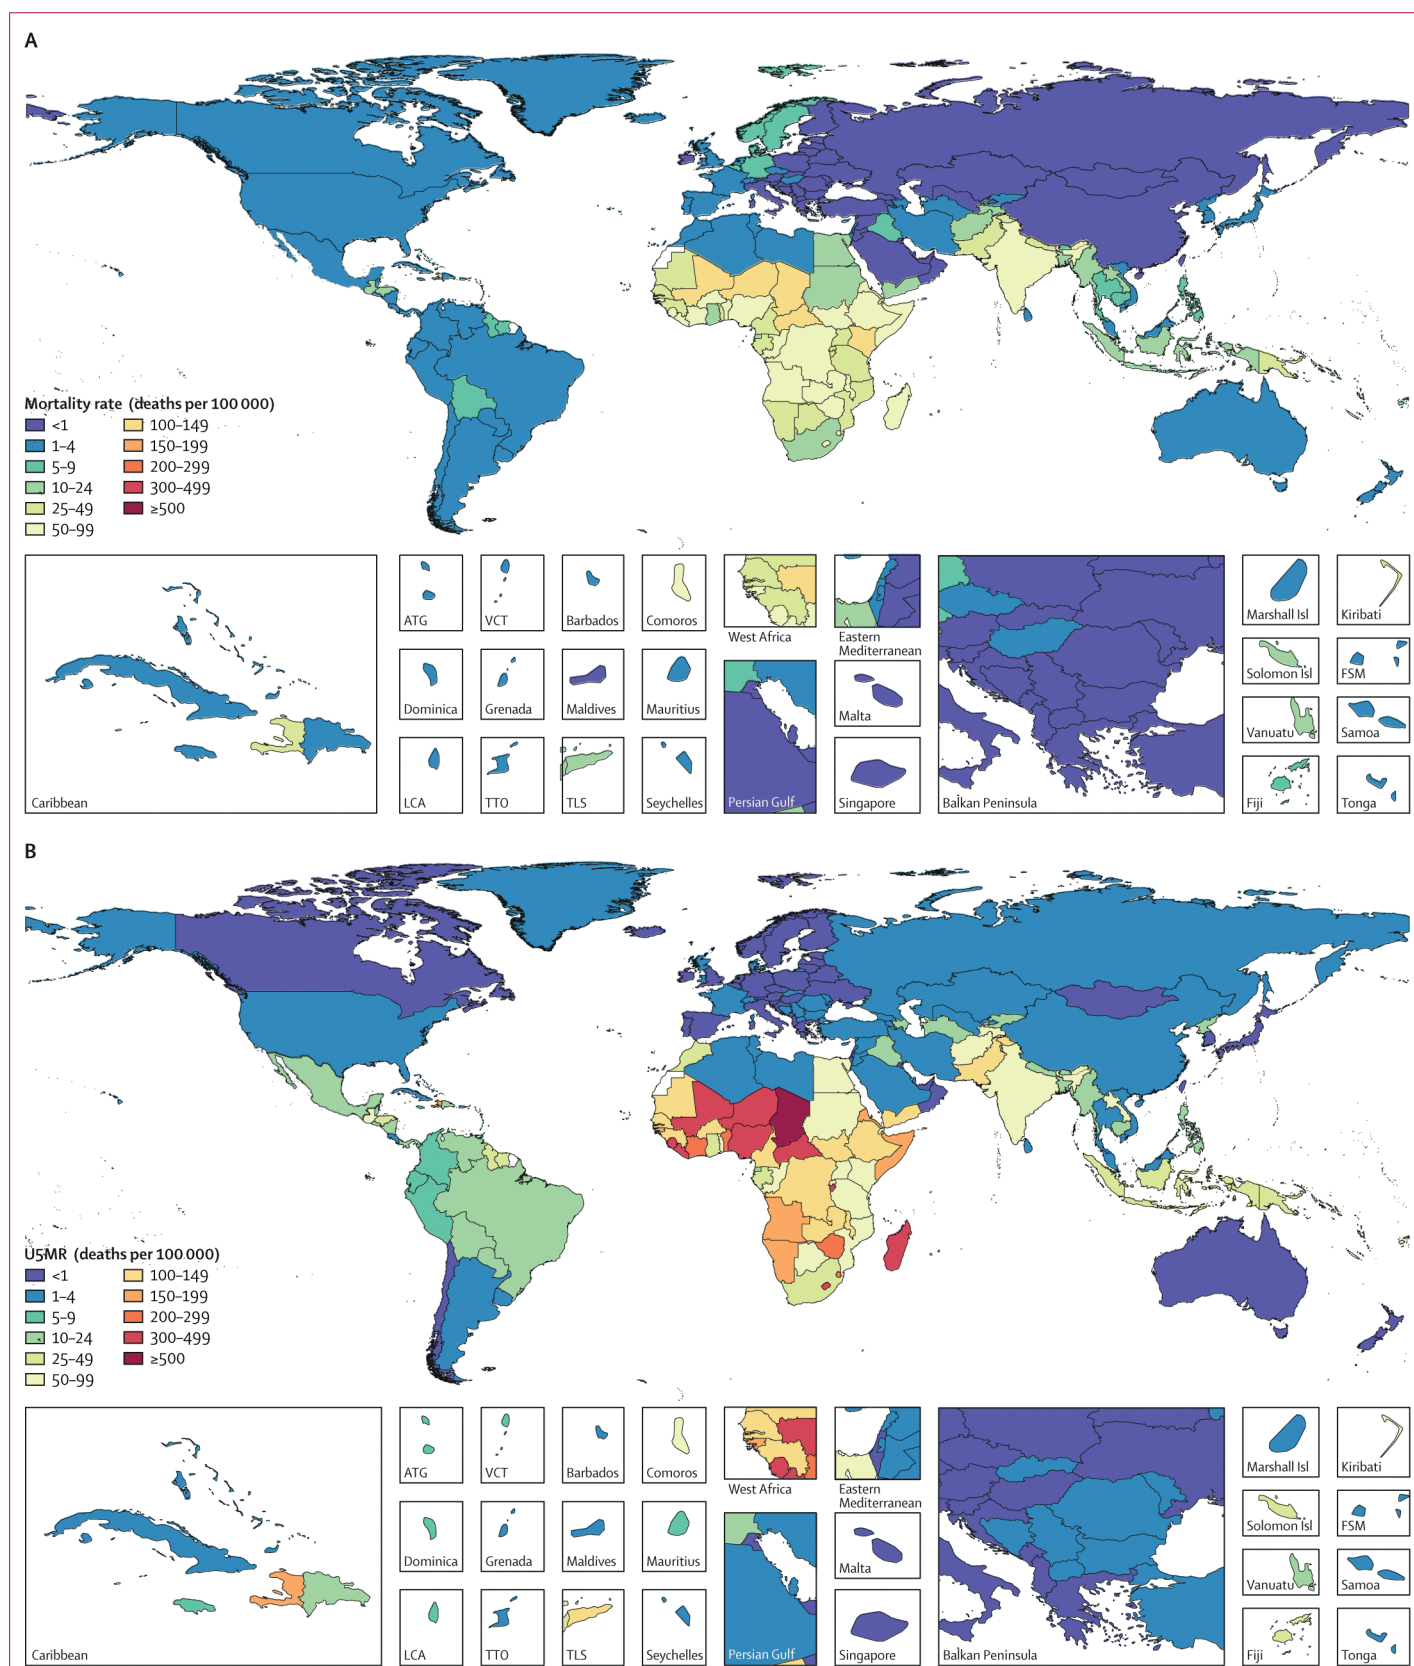 A
Mortality rate (deaths per 100 000)
<1
1–4
5–9
10–24
25–49
50–99
100–149
150–199
200–299
300–499
≥500
Caribbean
ATG
VCT
Barbados
Comoros
Dominica
Grenada
Maldives
Mauritius
LCA
TTO
TLS
Seychelles
West Africa
Eastern
Mediterranean
Persian Gulf
Malta
Singapore
Balkan Peninsula
Marshall Isl
Kiribati
Solomon Isl
FSM
Vanuatu
Samoa
Fiji
Tonga
B
U5MR (deaths per 100 000)
<1
1–4
5–9
10–24
25–49
50–99
100–149
150–199
200–299
300–499
≥500
Caribbean
ATG
VCT
Barbados
Comoros
Dominica
Grenada
Maldives
Mauritius
LCA
TTO
TLS
Seychelles
West Africa
Eastern
Mediterranean
Persian Gulf
Malta
Singapore
Balkan Peninsula
Marshall Isl
Kiribati
Solomon Isl
FSM
Vanuatu
Samoa
Fiji
Tonga